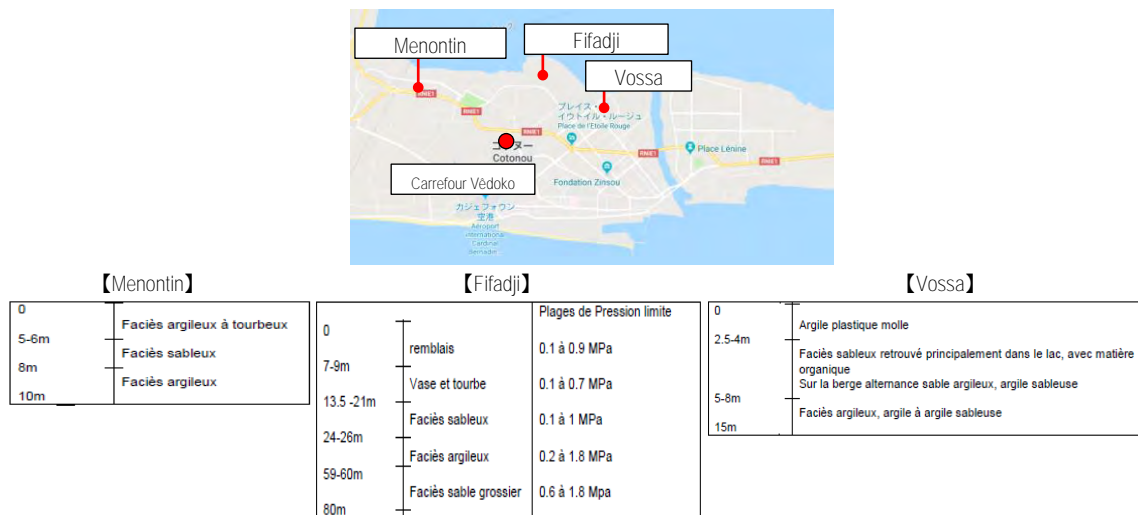 Menontin
Fifadji
Vossa
RNIE1
RNIE1
プレイス・
イウトイル・ルージュ
Place de l'Etoile Rouge
RNIE1
RNIE1
Cotonou
Place Lénine
Fondation Zinsou
Carrefour Vêdoko
カジェフォウン
空港
Aéroport
international
Cardinal
Bernadin
【Menontin】
【Fifadji】
【Vossa】
0
Faciès argileux à tourbeux
5-6m
Faciès sableux
8m
Faciès argileux
10m
Plages de Pression limite
0
remblais 0.1 à 0.9 MPa
7-9m
Vase et tourbe 0.1 à 0.7 MPa
13.5 -21m
Faciès sableux 0.1 à 1 MPa
24-26m
Faciès argileux 0.2 à 1.8 MPa
59-60m
Faciès sable grossier 0.6 à 1.8 Mpa
80m
0
Argile plastique molle
2.5-4m
Faciès sableux retrouvé principalement dans le lac, avec matière
organique
Sur la berge alternance sable argileux, argile sableuse
5-8m
Faciès argileux, argile à argile sableuse
15m